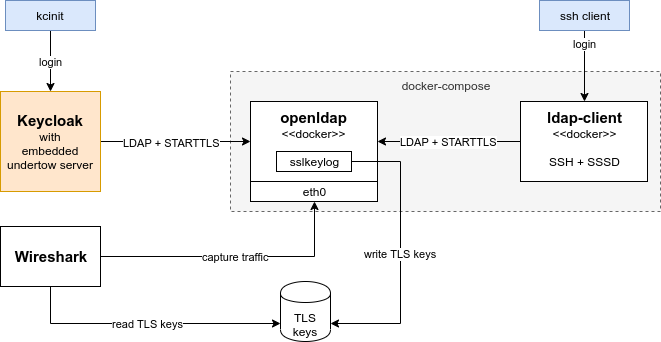 kcinit
ssh client
login
login
docker-compose
Keycloak
with
embedded
undertow server
LDAP + STARTTLS
openldap
<<docker>>
sslkeylog
eth0
LDAP + STARTTLS
ldap-client
<<docker>>
SSH + SSSD
Wireshark
capture traffic
write TLS keys
read TLS keys
TLS
keys